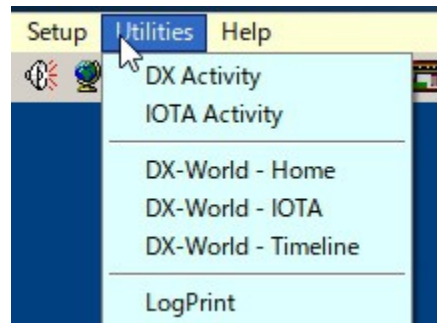 Setup Utilities Help
DX Activity
IOTA Activity
DX-World - Home
DX-World - IOTA
DX-World - Timeline
LogPrint